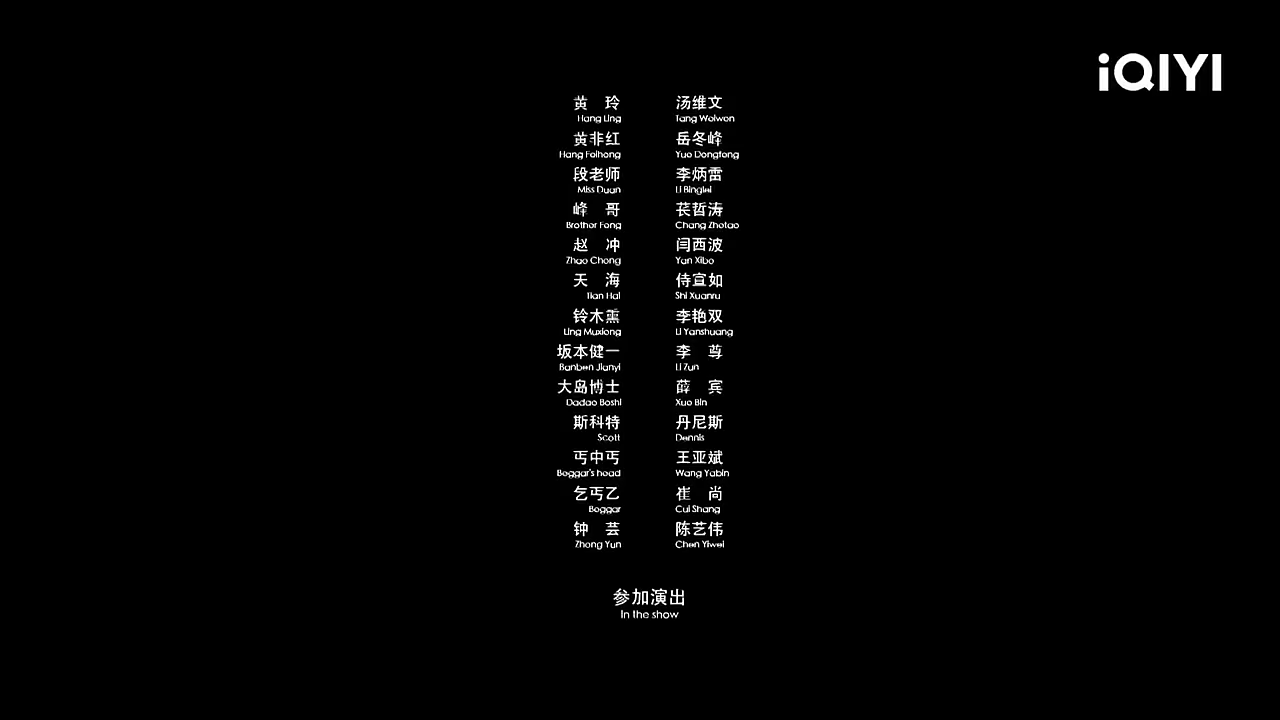 iQIYI
黄 玲 汤维文
Hang Ling Tang Weiwen
黄非红 岳冬峰
Hang Feihong Yue Dongfeng
段老师 李炳雷
Miss Duan Li Binglei
峰 哥 苌哲涛
Brother Feng Chang Zhetao
赵 冲 闫西波
Zhao Chong Yan Xibo
天 海 侍宣如
Tian Hai Shi Xuanru
铃木熏 李艳双
Ling Muxiong Li Yanshuang
坂本健一 李 尊
Banben Jianyi Li Zun
大岛博士 薛 宾
Dadao Boshi Xue Bin
斯科特 丹尼斯
Scott Dennis
丐中丐 王亚斌
Beggar's head Wang Yabin
乞丐乙 崔 尚
Beggar Cui Shang
钟 芸 陈艺伟
Zhong Yun Chen Yiwei
参加演出
In the show